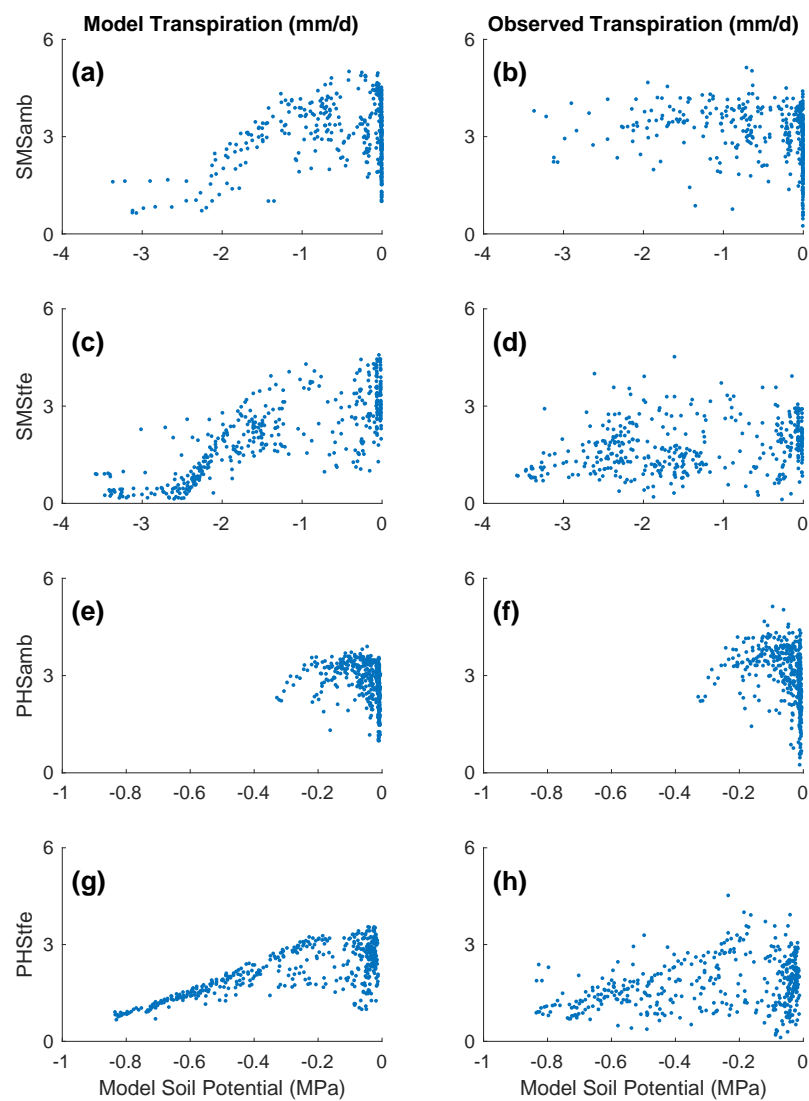 Model Transpiration (mm/d)
Observed Transpiration (mm/d)
SMSamb
(a)
6
3
0
-4 -3 -2 -1 0
(b)
6
3
0
-4 -3 -2 -1 0
SMStfe
(c)
6
3
0
-4 -3 -2 -1 0
(d)
6
3
0
-4 -3 -2 -1 0
PHSamb
(e)
6
3
0
-1 -0.8 -0.6 -0.4 -0.2 0
(f)
6
3
0
-1 -0.8 -0.6 -0.4 -0.2 0
PHStfe
(g)
6
3
0
-1 -0.8 -0.6 -0.4 -0.2 0
Model Soil Potential (MPa)
(h)
6
3
0
-1 -0.8 -0.6 -0.4 -0.2 0
Model Soil Potential (MPa)